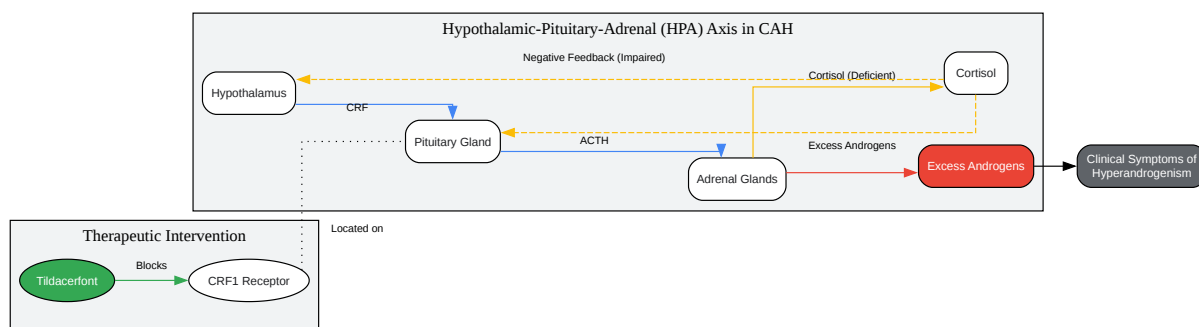 Hypothalamic-Pituitary-Adrenal (HPA) Axis in CAH
Negative Feedback (Impaired)
Cortisol (Deficient)
Cortisol
Hypothalamus
CRF
Pituitary Gland
ACTH
Excess Androgens
Adrenal Glands
Excess Androgens
Clinical Symptoms of
Hyperandrogenism
Therapeutic Intervention
Located on
Blocks
Tildacerfont
CRF1 Receptor